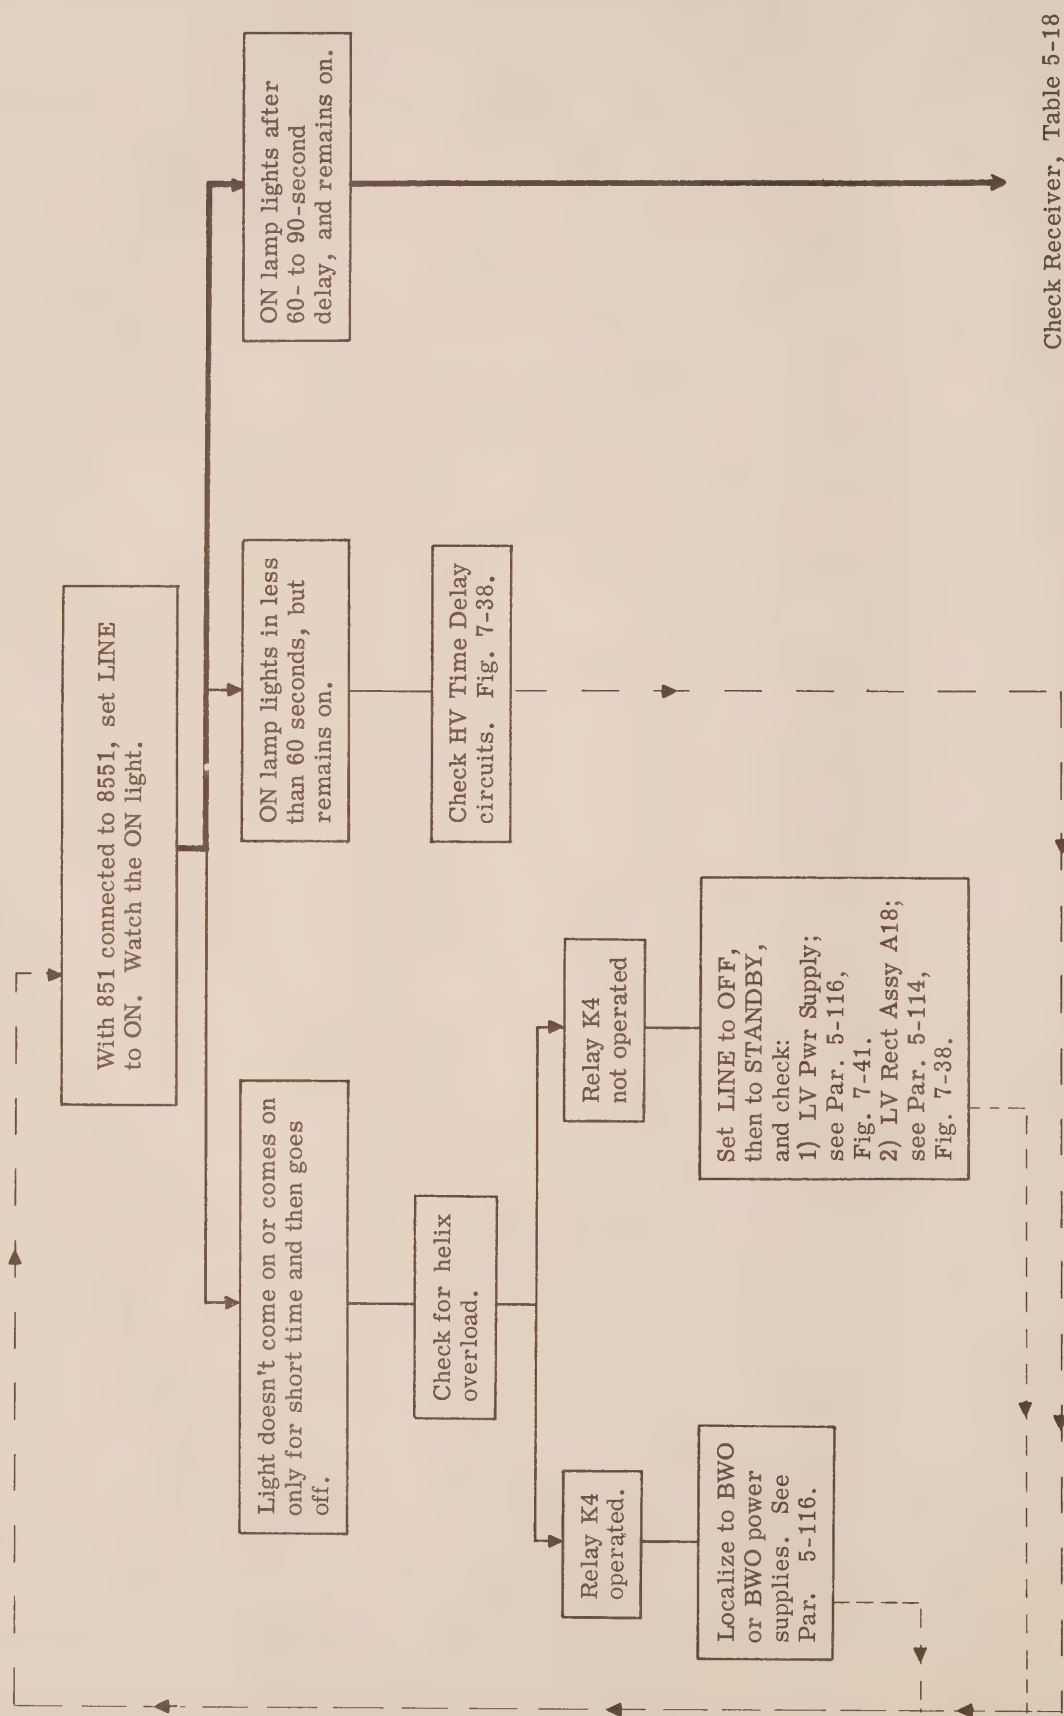 With 851 connected to 8551, set LINE
to ON. Watch the ON light.
Light doesn't come on or comes on
only for short time and then goes
off.
ON lamp lights in less
than 60 seconds, but
remains on.
ON lamp lights after
60- to 90-second
delay, and remains on.
Check for helix
overload.
Check HV Time Delay
circuits. Fig. 7-38.
Relay K4
operated.
Relay K4
not operated
Localize to BWO
or BWO power
supplies. See
Par. 5-116.
Set LINE to OFF,
then to STANDBY,
and check:
1) LV Pwr Supply;
see Par. 5-116,
Fig. 7-41.
2) LV Rect Assy A18;
see Par. 5-114,
Fig. 7-38.
Check Receiver, Table 5-18